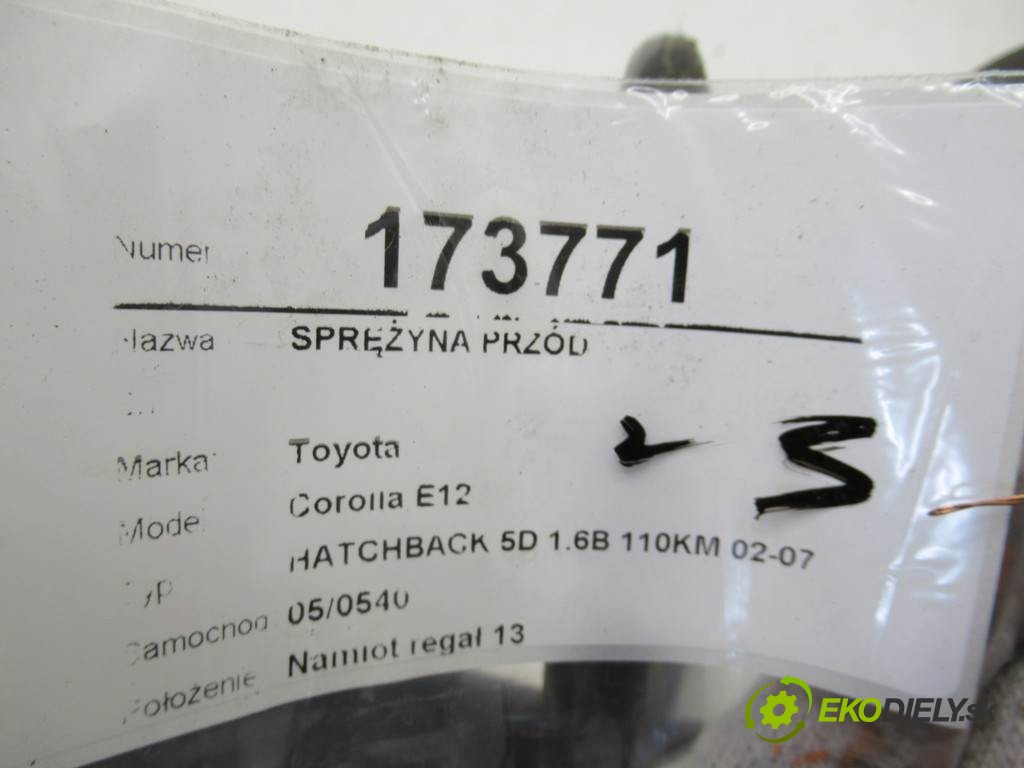 Numer 173771
Nazwa SPRĘŻYNA PRZÓD
Marka Toyota
Model Corolla E12
Typ HATCHBACK 5D 1.6B 110KM 02-07
Samochód 05/0540
Położenie Namiot regał 13
EKODIELY.sk